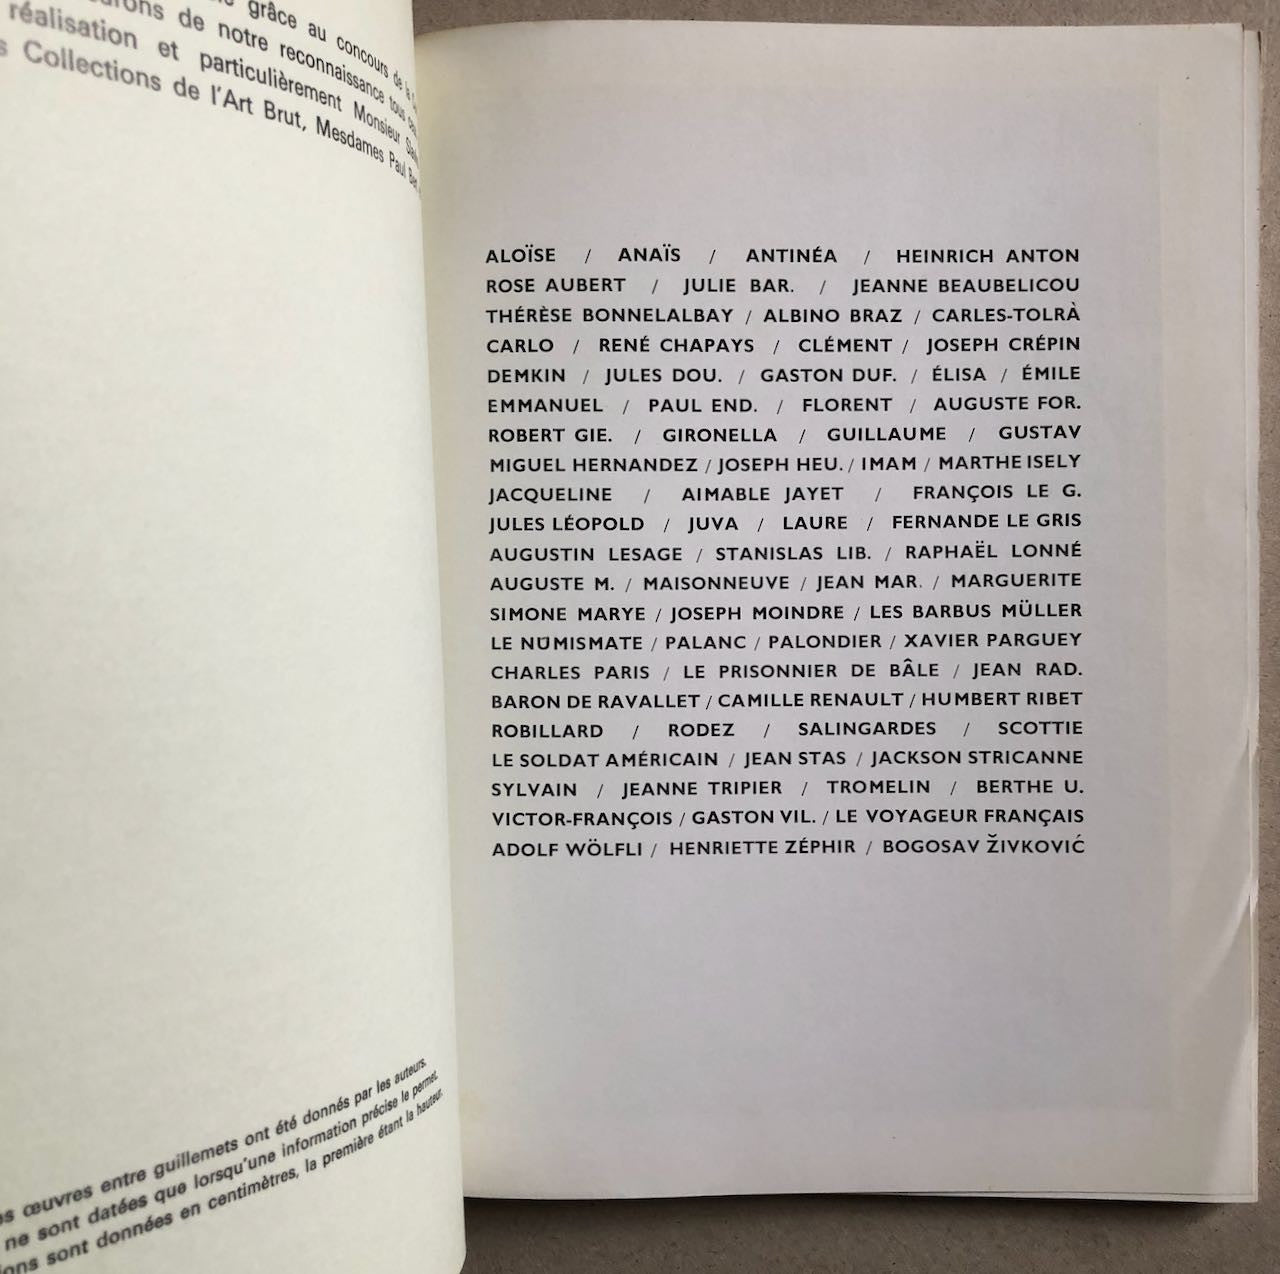 grâce au concours de la
de notre reconnaissance tous
réalisation et particulièrement Monsieur
Collections de l'Art Brut, Mesdames Paul
œuvres entre guillemets ont été donnés par les auteurs.
ne sont datées que lorsqu'une information précise le permet.
sont données en centimètres, la première étant la hauteur.
ALOÏSE / ANAÏS / ANTINÉA / HEINRICH ANTON
ROSE AUBERT / JULIE BAR. / JEANNE BEAUBELICOU
THÉRÈSE BONNELALBAY / ALBINO BRAZ / CARLES-TOLRÀ
CARLO / RENÉ CHAPAYS / CLÉMENT / JOSEPH CRÉPIN
DEMKIN / JULES DOU. / GASTON DUF. / ÉLISA / ÉMILE
EMMANUEL / PAUL END. / FLORENT / AUGUSTE FOR.
ROBERT GIE. / GIRONELLA / GUILLAUME / GUSTAV
MIGUEL HERNANDEZ / JOSEPH HEU. / IMAM / MARTHE ISELY
JACQUELINE / AIMABLE JAYET / FRANÇOIS LE G.
JULES LÉOPOLD / JUVA / LAURE / FERNANDE LE GRIS
AUGUSTIN LESAGE / STANISLAS LIB. / RAPHAËL LONNÉ
AUGUSTE M. / MAISONNEUVE / JEAN MAR. / MARGUERITE
SIMONE MARYE / JOSEPH MOINDRE / LES BARBUS MÜLLER
LE NUMISMATE / PALANC / PALONDIER / XAVIER PARGUEY
CHARLES PARIS / LE PRISONNIER DE BÂLE / JEAN RAD.
BARON DE RAVALLET / CAMILLE RENAULT / HUMBERT RIBET
ROBILLARD / RODEZ / SALINGARDES / SCOTTIE
LE SOLDAT AMÉRICAIN / JEAN STAS / JACKSON STRICANNE
SYLVAIN / JEANNE TRIPIER / TROMELIN / BERTHE U.
VICTOR-FRANÇOIS / GASTON VIL. / LE VOYAGEUR FRANÇAIS
ADOLF WÖLFLI / HENRIETTE ZÉPHIR / BOGOSAV ŽIVKOVIĆ